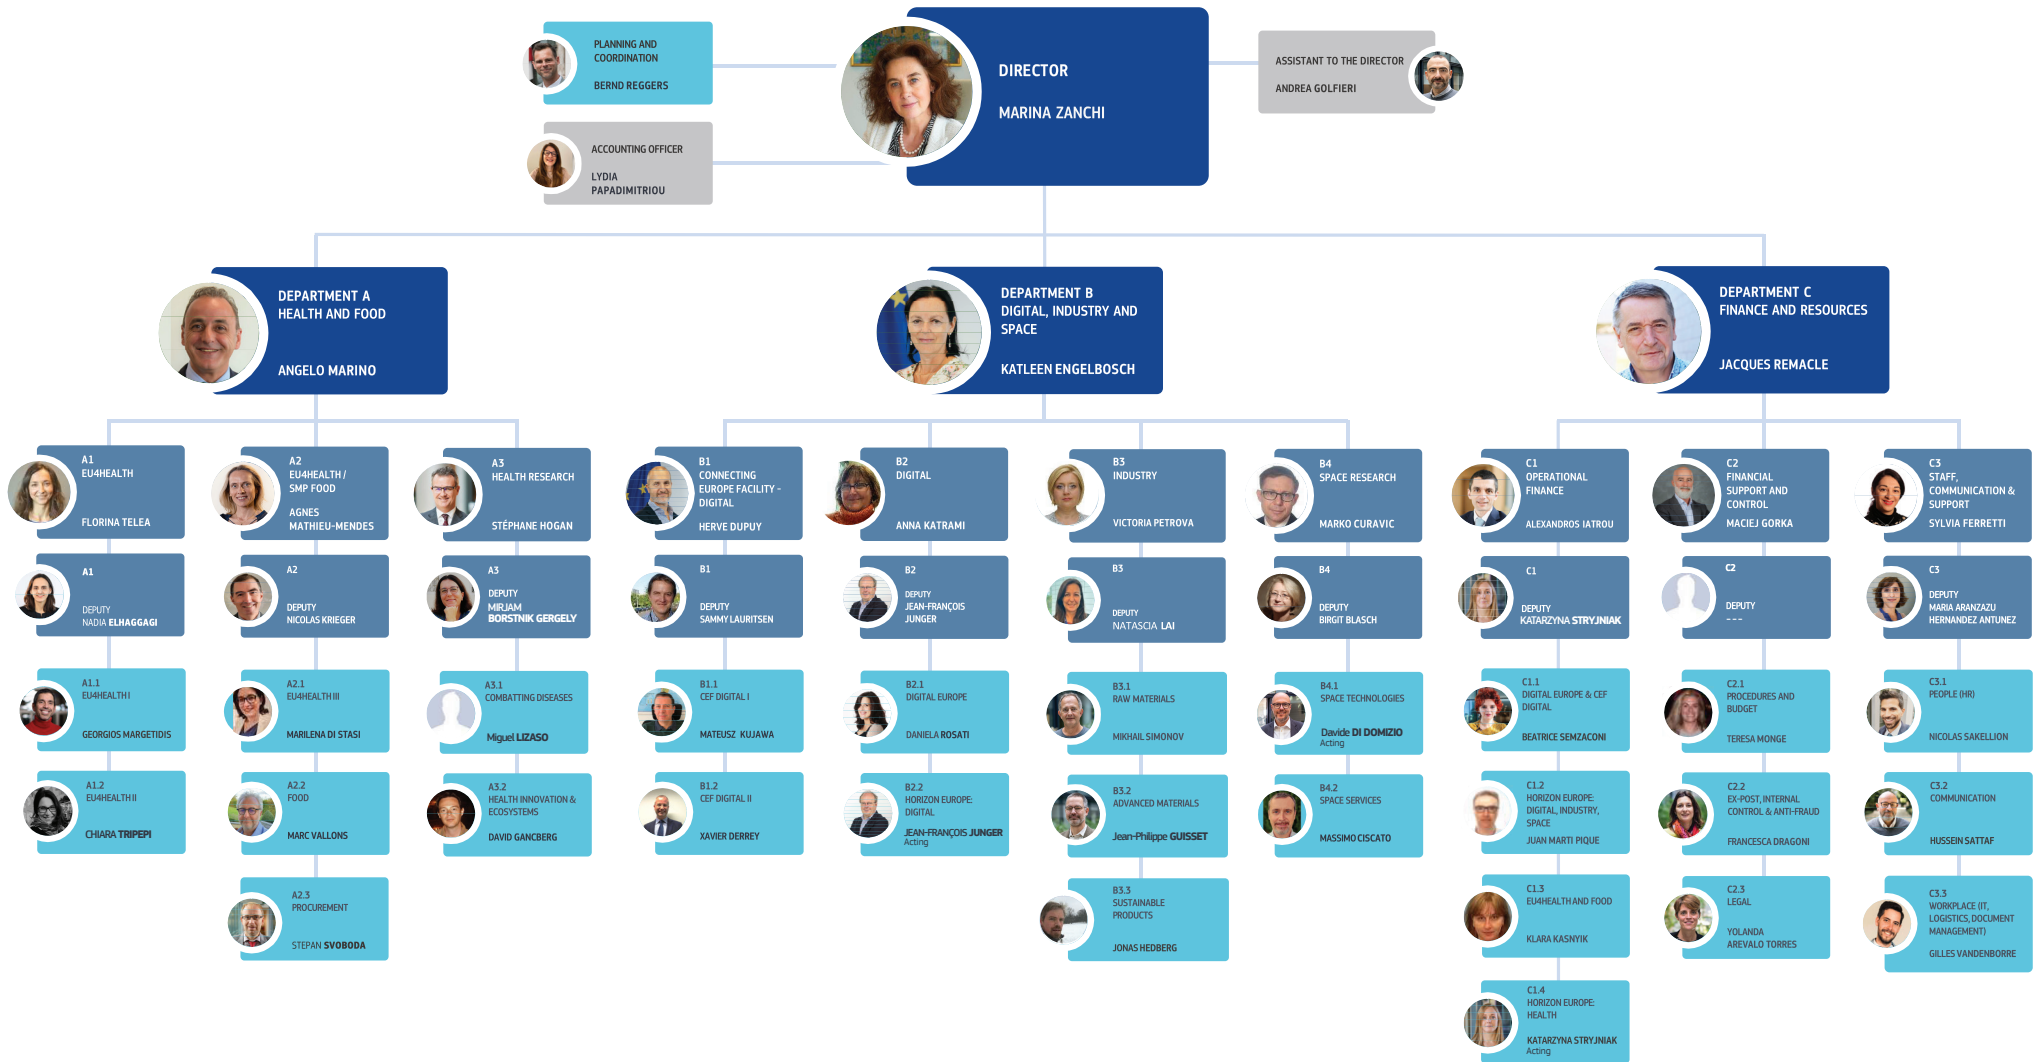 PLANNING AND
COORDINATION
BERND REGGERS
ACCOUNTING OFFICER
LYDIA
PAPADIMITRIOU
DIRECTOR
MARINA ZANCHI
ASSISTANT TO THE DIRECTOR
ANDREA GOLFIERI
DEPARTMENT A
HEALTH AND FOOD
ANGELO MARINO
DEPARTMENT B
DIGITAL, INDUSTRY AND
SPACE
KATLEEN ENGELBOSCH
DEPARTMENT C
FINANCE AND RESOURCES
JACQUES REMACLE
A1
EU4HEALTH
FLORINA TELEA
A1
DEPUTY
NADIA ELHAGGAGI
A1.1
EU4HEALTH I
GEORGIOS MARGETIDIS
A1.2
EU4HEALTH II
CHIARA TRIPEPI
A2
EU4HEALTH /
SMP FOOD
AGNES
MATHIEU-MENDES
A2
DEPUTY
NICOLAS KRIEGER
A2.1
EU4HEALTH III
MARILENA DI STASI
A2.2
FOOD
MARC VALLONS
A2.3
PROCUREMENT
STEPAN SVOBODA
A3
HEALTH RESEARCH
STÉPHANE HOGAN
A3
DEPUTY
MIRJAM
BORSTNIK GERGELY
A3.1
COMBATTING DISEASES
Miguel LIZASO
A3.2
HEALTH INNOVATION &
ECOSYSTEMS
DAVID GANCBERG
B1
CONNECTING
EUROPE FACILITY -
DIGITAL
HERVE DUPUY
B1
DEPUTY
SAMMY LAURITSEN
B1.1
CEF DIGITAL I
MATEUSZ KUJAWA
B1.2
CEF DIGITAL II
XAVIER DERREY
B2
DIGITAL
ANNA KATRAMI
B2
DEPUTY
JEAN-FRANÇOIS
JUNGER
B2.1
DIGITAL EUROPE
DANIELA ROSATI
B2.2
HORIZON EUROPE:
DIGITAL
JEAN-FRANÇOIS JUNGER
Acting
B3
INDUSTRY
VICTORIA PETROVA
B3
DEPUTY
NATASCIA LAI
B3.1
RAW MATERIALS
MIKHAIL SIMONOV
B3.2
ADVANCED MATERIALS
Jean-Philippe GUISSET
B3.3
SUSTAINABLE
PRODUCTS
JONAS HEDBERG
B4
SPACE RESEARCH
MARKO CURAVIC
B4
DEPUTY
BIRGIT BLASCH
B4.1
SPACE TECHNOLOGIES
Davide DI DOMIZIO
Acting
B4.2
SPACE SERVICES
MASSIMO CISCATO
C1
OPERATIONAL
FINANCE
ALEXANDROS IATROU
C1
DEPUTY
KATARZYNA STRYJNIAK
C1.1
DIGITAL EUROPE & CEF
DIGITAL
BEATRICE SEMZACONI
C1.2
HORIZON EUROPE:
DIGITAL, INDUSTRY,
SPACE
JUAN MARTI PIQUE
C1.3
EU4HEALTH AND FOOD
KLARA KASNYIK
C1.4
HORIZON EUROPE:
HEALTH
KATARZYNA STRYJNIAK
Acting
C2
FINANCIAL
SUPPORT AND
CONTROL
MACIEJ GORKA
C2
DEPUTY
---
C2.1
PROCEDURES AND
BUDGET
TERESA MONGE
C2.2
EX-POST, INTERNAL
CONTROL & ANTI-FRAUD
FRANCESCA DRAGONI
C2.3
LEGAL
YOLANDA
AREVALO TORRES
C3
STAFF,
COMMUNICATION &
SUPPORT
SYLVIA FERRETTI
C3
DEPUTY
MARIA ARANZAZU
HERNANDEZ ANTUNEZ
C3.1
PEOPLE (HR)
NICOLAS SAKELLION
C3.2
COMMUNICATION
HUSSEIN SATTAF
C3.3
WORKPLACE (IT,
LOGISTICS, DOCUMENT
MANAGEMENT)
GILLES VANDENBORRE